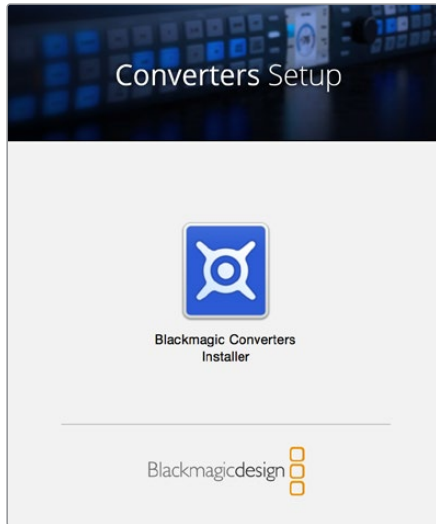 Converters Setup
Blackmagic Converters
Installer
Blackmagicdesign